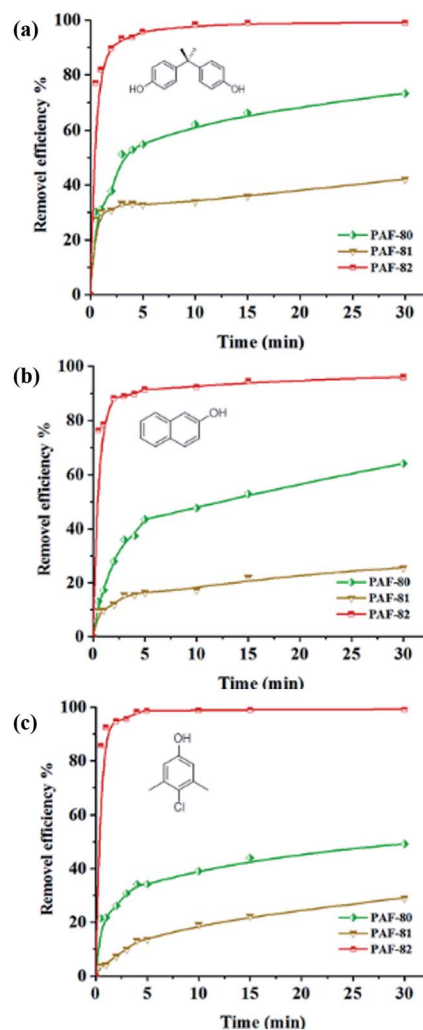 (a)
100
80
60
40
20
0
Removel efficiency %
HO
OH
PAF-80
PAF-81
PAF-82
0 5 10 15 20 25 30
Time (min)
(b)
100
80
60
40
20
0
Removel efficiency %
OH
PAF-80
PAF-81
PAF-82
0 5 10 15 20 25 30
Time (min)
(c)
100
80
60
40
20
0
Removel efficiency %
OH
Cl
PAF-80
PAF-81
PAF-82
0 5 10 15 20 25 30
Time (min)